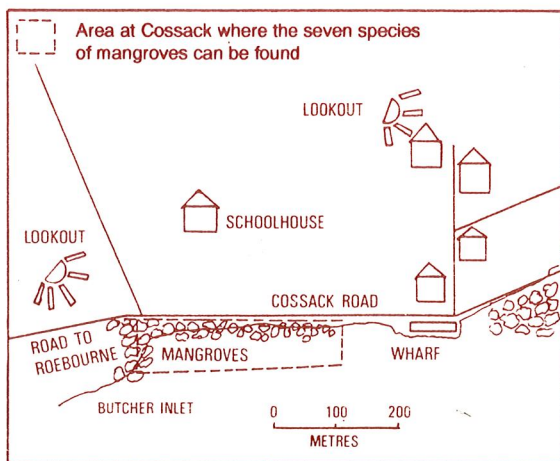 Area at Cossack where the seven species
of mangroves can be found
LOOKOUT
SCHOOLHOUSE
LOOKOUT
COSSACK ROAD
ROAD TO
ROEBOURNE
MANGROVES
WHARF
BUTCHER INLET
0 100 200
METRES